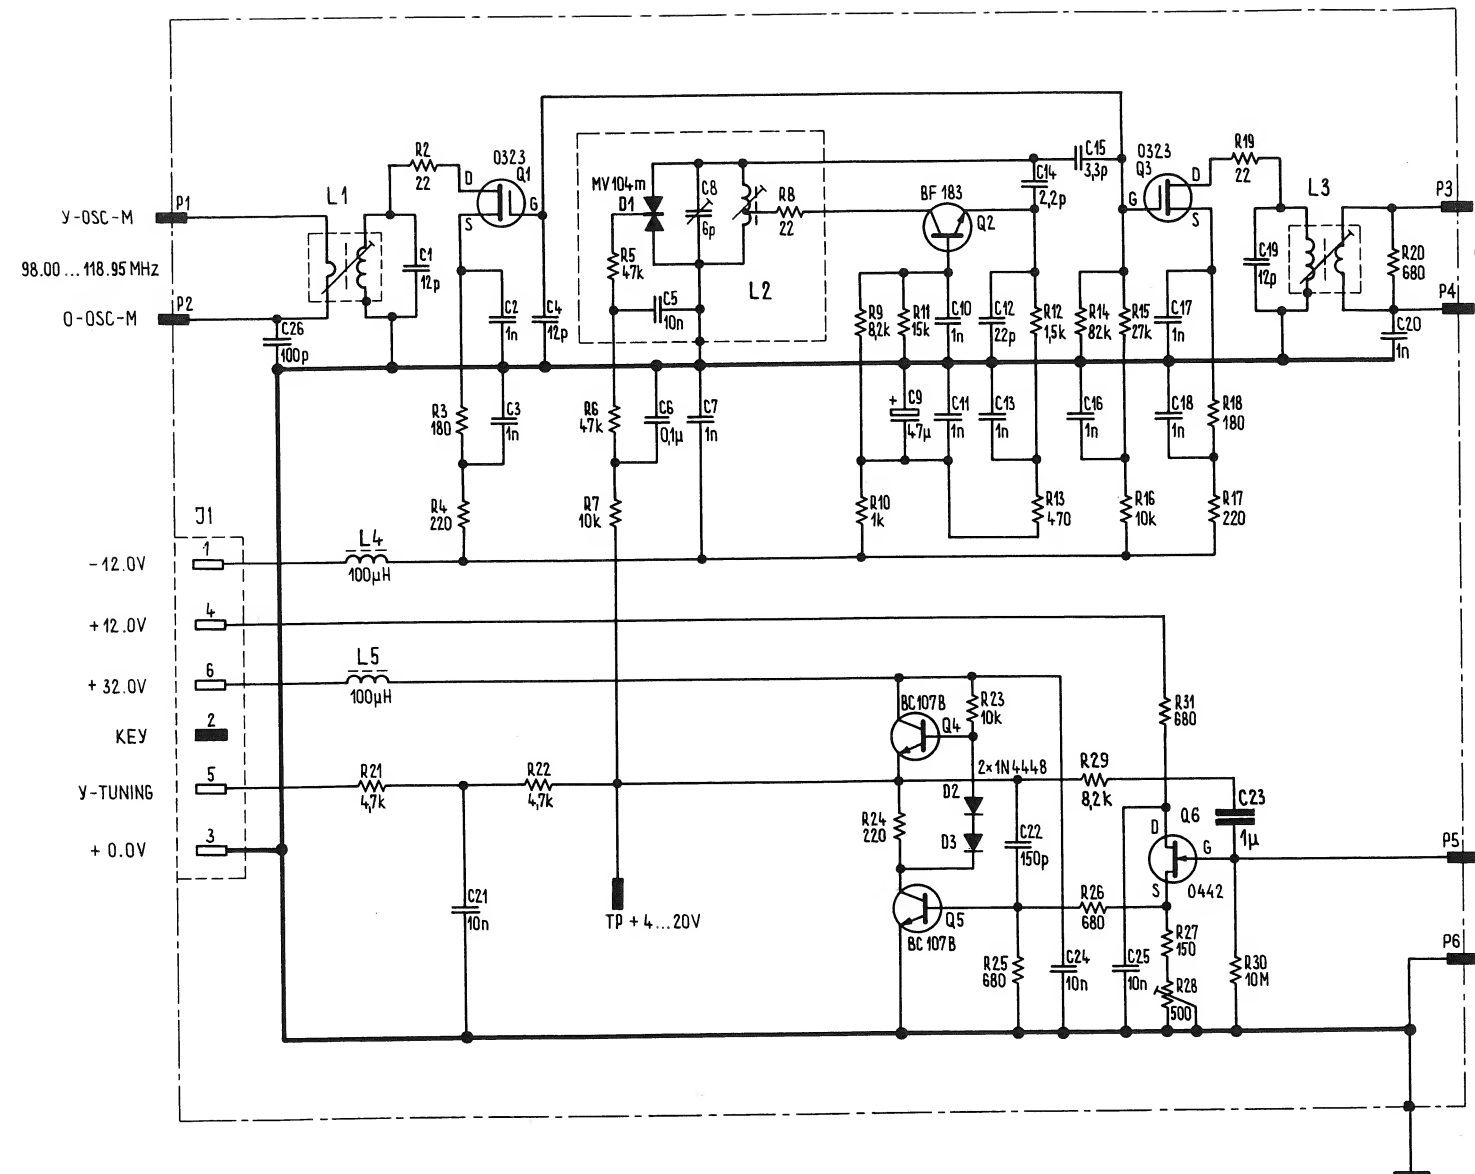 P1
Y-OSC-M
98.00...118.95 MHz
O-OSC-M
P2
C26
100p
L1
C1
12p
R2
22
D
0323
Q1
S
G
C2
1n
C4
12p
R3
180
C3
1n
R4
220
MV104m
D1
R5
47k
C8
6p
L2
R8
22
C5
10n
R6
47k
C6
0,1µ
C7
1n
R7
10k
BF 183
Q2
R9
8,2k
R11
15k
C10
1n
C12
22p
R12
1,5k
C14
2,2p
C15
3,3p
+
C9
47µ
C11
1n
C13
1n
R10
1k
R13
470
0323
Q3
G
D
S
R19
22
L3
P3
R14
82k
R15
27k
C17
1n
C19
12p
R20
680
P4
C20
1n
C16
1n
C18
1n
R18
180
R16
10k
R17
220
J1
-12.0V
1
L4
100µH
+12.0V
4
+32.0V
6
L5
100µH
KEY
2
Y-TUNING
5
R21
4,7k
R22
4,7k
+0.0V
3
C21
10n
TP +4...20V
BC107B
Q4
R23
10k
2×1N4448
D2
R24
220
D3
C22
150p
R29
8,2k
R31
680
Q6
D
G
S
0442
C23
1µ
P5
Q5
BC107B
R26
680
R25
680
C24
10n
C25
10n
R27
150
R28
500
R30
10M
P6